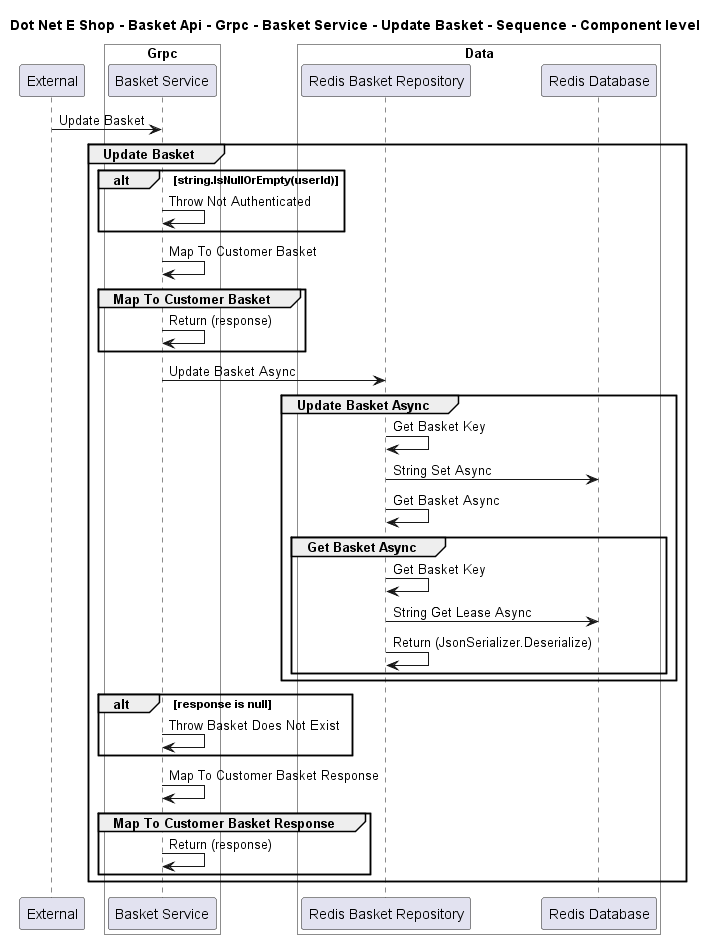 Dot Net E Shop - Basket Api - Grpc - Basket Service - Update Basket - Sequence - Component level
Grpc
Data
External
Basket Service
Redis Basket Repository
Redis Database
Update Basket
Update Basket
alt
[string.IsNullOrEmpty(userId)]
Throw Not Authenticated
Map To Customer Basket
Map To Customer Basket
Return (response)
Update Basket Async
Update Basket Async
Get Basket Key
String Set Async
Get Basket Async
Get Basket Async
Get Basket Key
String Get Lease Async
Return (JsonSerializer.Deserialize)
alt
[response is null]
Throw Basket Does Not Exist
Map To Customer Basket Response
Map To Customer Basket Response
Return (response)
External
Basket Service
Redis Basket Repository
Redis Database